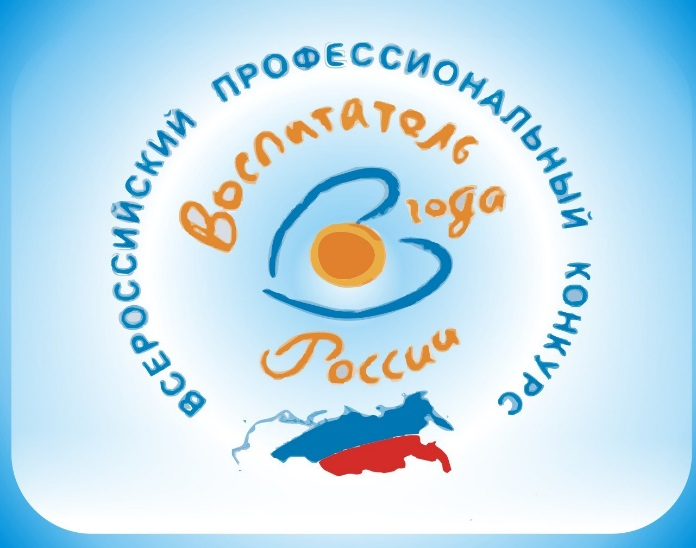 ВСЕРОССИЙСКИЙ ПРОФЕССИОНАЛЬНЫЙ КОНКУРС
Воспитатель
года
России